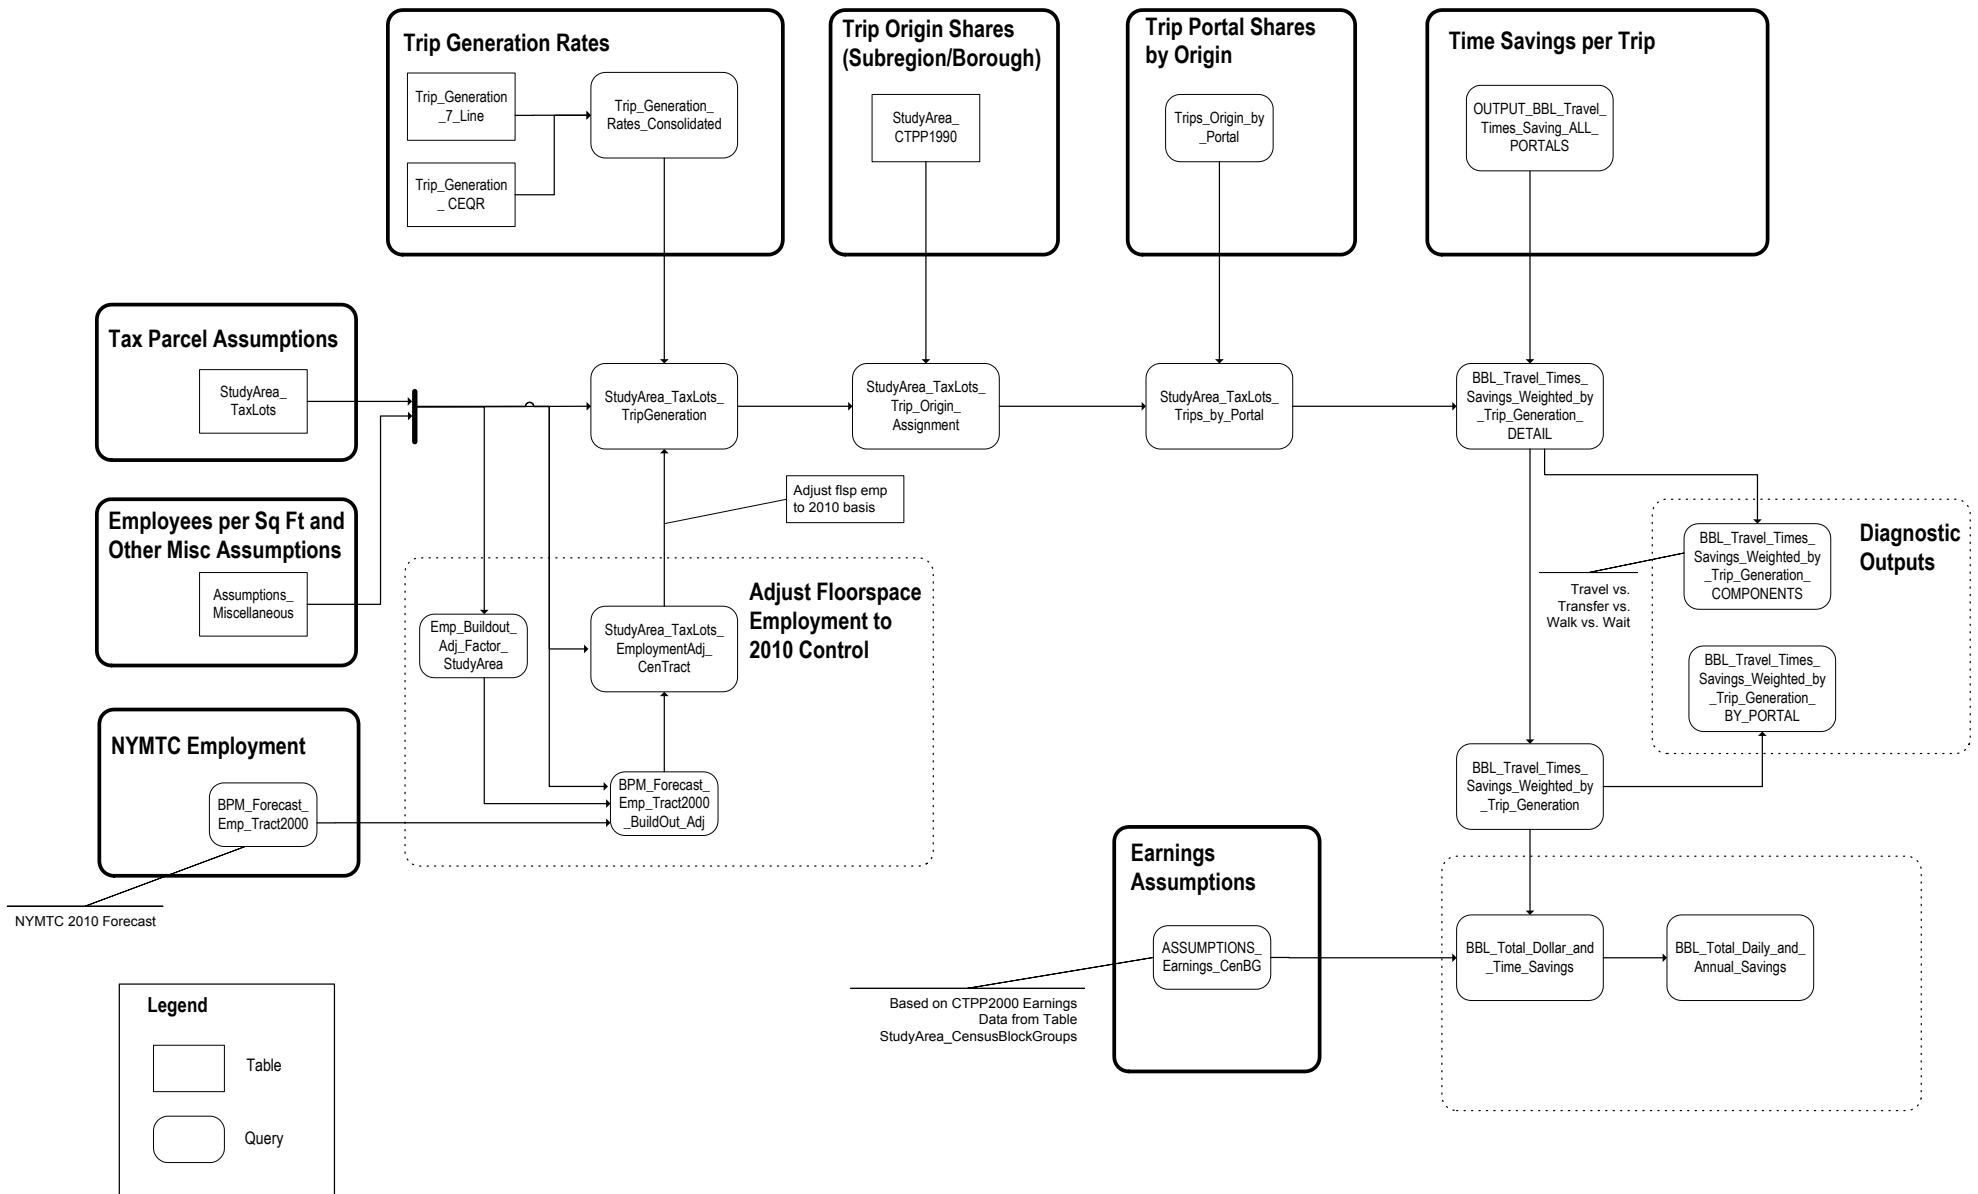 Trip Generation Rates
Trip_Generation
_7_Line
Trip_Generation
_ CEQR
Trip_Generation_
Rates_Consolidated
Trip Origin Shares
(Subregion/Borough)
StudyArea_
CTPP1990
Trip Portal Shares
by Origin
Trips_Origin_by
_Portal
Time Savings per Trip
OUTPUT_BBL_Travel_
Times_Saving_ALL_
PORTALS
Tax Parcel Assumptions
StudyArea_
TaxLots
StudyArea_TaxLots_
TripGeneration
StudyArea_TaxLots_
Trip_Origin_
Assignment
StudyArea_TaxLots_
Trips_by_Portal
BBL_Travel_Times_
Savings_Weighted_by
_Trip_Generation_
DETAIL
Adjust flsp emp
to 2010 basis
Employees per Sq Ft and
Other Misc Assumptions
Assumptions_
Miscellaneous
Emp_Buildout_
Adj_Factor_
StudyArea
StudyArea_TaxLots_
EmploymentAdj_
CenTract
Adjust Floorspace
Employment to
2010 Control
Diagnostic
Outputs
BBL_Travel_Times_
Savings_Weighted_by
_Trip_Generation_
COMPONENTS
Travel vs.
Transfer vs.
Walk vs. Wait
BBL_Travel_Times_
Savings_Weighted_by
_Trip_Generation_
BY_PORTAL
NYMTC Employment
BPM_Forecast_
Emp_Tract2000
BPM_Forecast_
Emp_Tract2000
_BuildOut_Adj
BBL_Travel_Times_
Savings_Weighted_by
_Trip_Generation
NYMTC 2010 Forecast
Earnings
Assumptions
ASSUMPTIONS_
Earnings_CenBG
BBL_Total_Dollar_and
_Time_Savings
BBL_Total_Daily_and_
Annual_Savings
Based on CTPP2000 Earnings
Data from Table
StudyArea_CensusBlockGroups
Legend
Table
Query